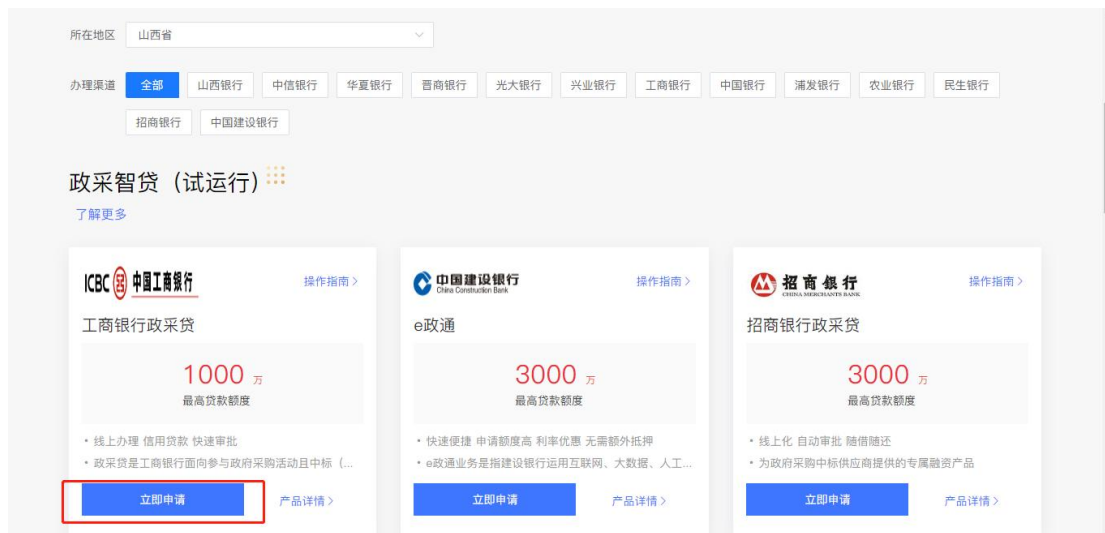 所在地区 山西省
办理渠道 全部 山西银行 中信银行 华夏银行 晋商银行 光大银行 兴业银行 工商银行 中国银行 浦发银行 农业银行 民生银行
招商银行 中国建设银行
政采智贷（试运行）
了解更多
ICBC 中国工商银行 操作指南
工商银行政采贷
1000 万
最高贷款额度
• 线上办理 信用贷款 快速审批
• 政采贷是工商银行面向参与政府采购活动且中标（...
立即申请 产品详情
中国建设银行 操作指南
China Construction Bank
e政通
3000 万
最高贷款额度
• 快速便捷 申请额度高 利率优惠 无需额外抵押
• e政通业务是指建设银行运用互联网、大数据、人工...
立即申请 产品详情
招商银行 操作指南
CHINA MERCHANTS BANK
招商银行政采贷
3000 万
最高贷款额度
• 线上化 自动审批 随借随还
• 为政府采购中标供应商提供的专属融资产品
立即申请 产品详情